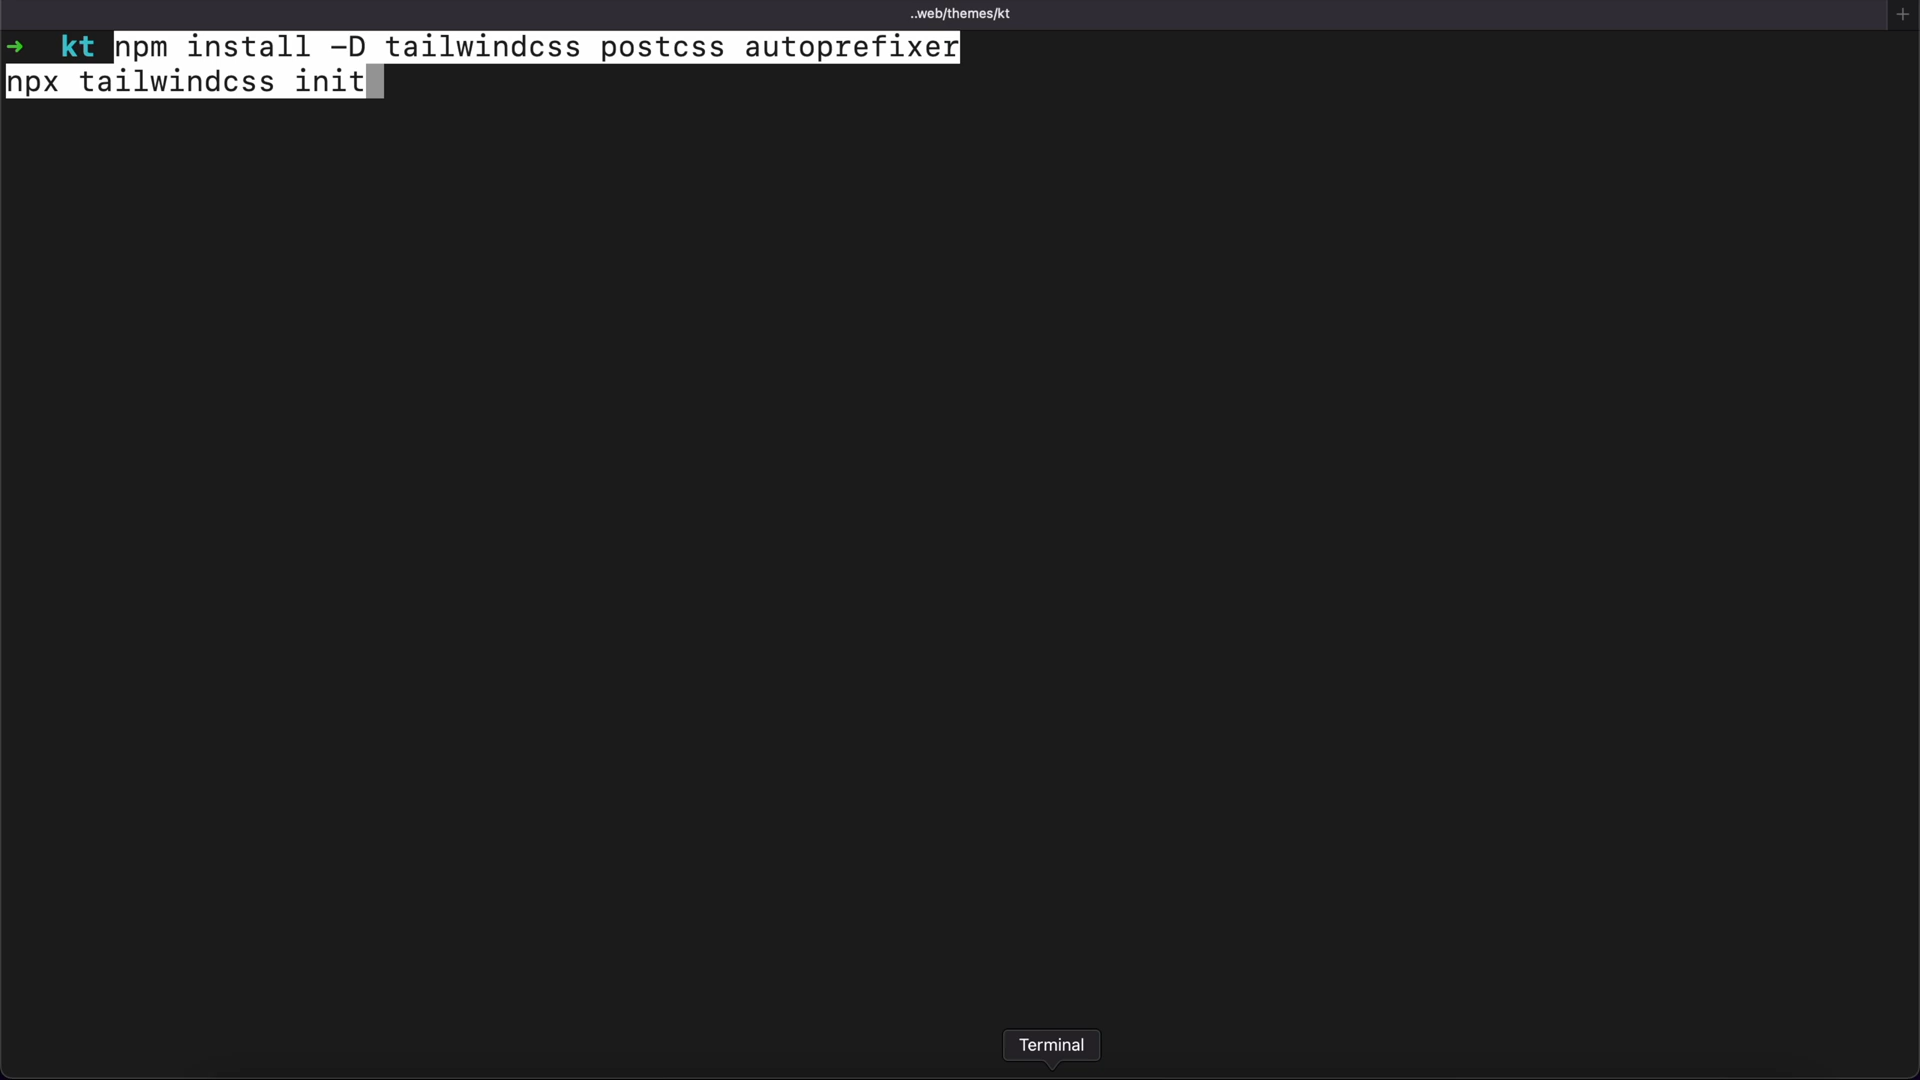 ..web/themes/kt
+
➜ kt npm install -D tailwindcss postcss autoprefixer
npx tailwindcss init
Terminal